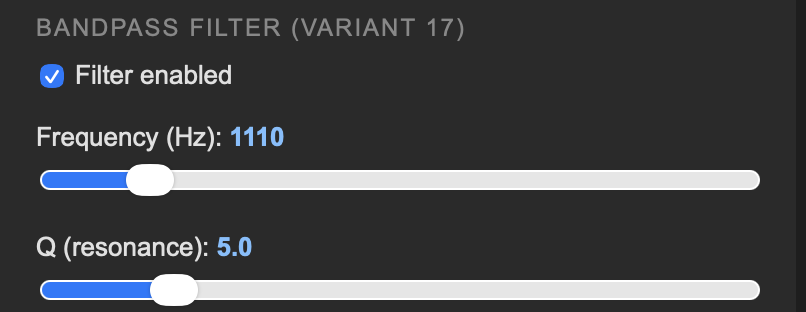 BANDPASS FILTER (VARIANT 17)
Filter enabled
Frequency (Hz): 1110
Q (resonance): 5.0